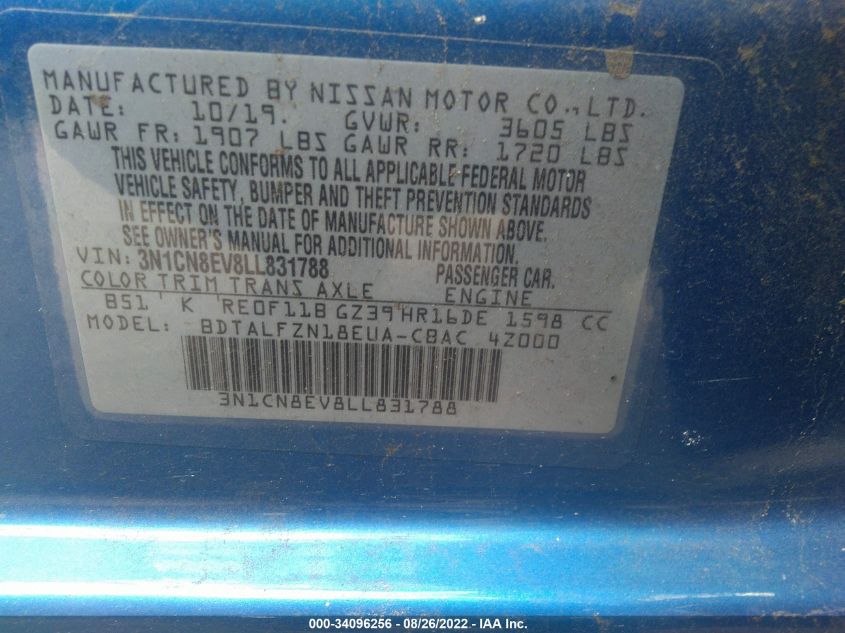 MANUFACTURED BY NISSAN MOTOR CO., LTD.
DATE: 10/19. GVWR: 3605 LBS
GAWR FR: 1907 LBS GAWR RR: 1720 LBS
THIS VEHICLE CONFORMS TO ALL APPLICABLE FEDERAL MOTOR
VEHICLE SAFETY, BUMPER AND THEFT PREVENTION STANDARDS
IN EFFECT ON THE DATE OF MANUFACTURE SHOWN ABOVE.
SEE OWNER'S MANUAL FOR ADDITIONAL INFORMATION.
VIN: 3N1CN8EV8LL831788 PASSENGER CAR.
COLOR TRIM TRANS AXLE ENGINE
B51 K RE0F11B GZ39 HR16DE 1598 CC
MODEL: BDTALFZN18EUA-CBAC 4Z000
3N1CN8EV8LL831788
000-34096256 - 08/26/2022 - IAA Inc.